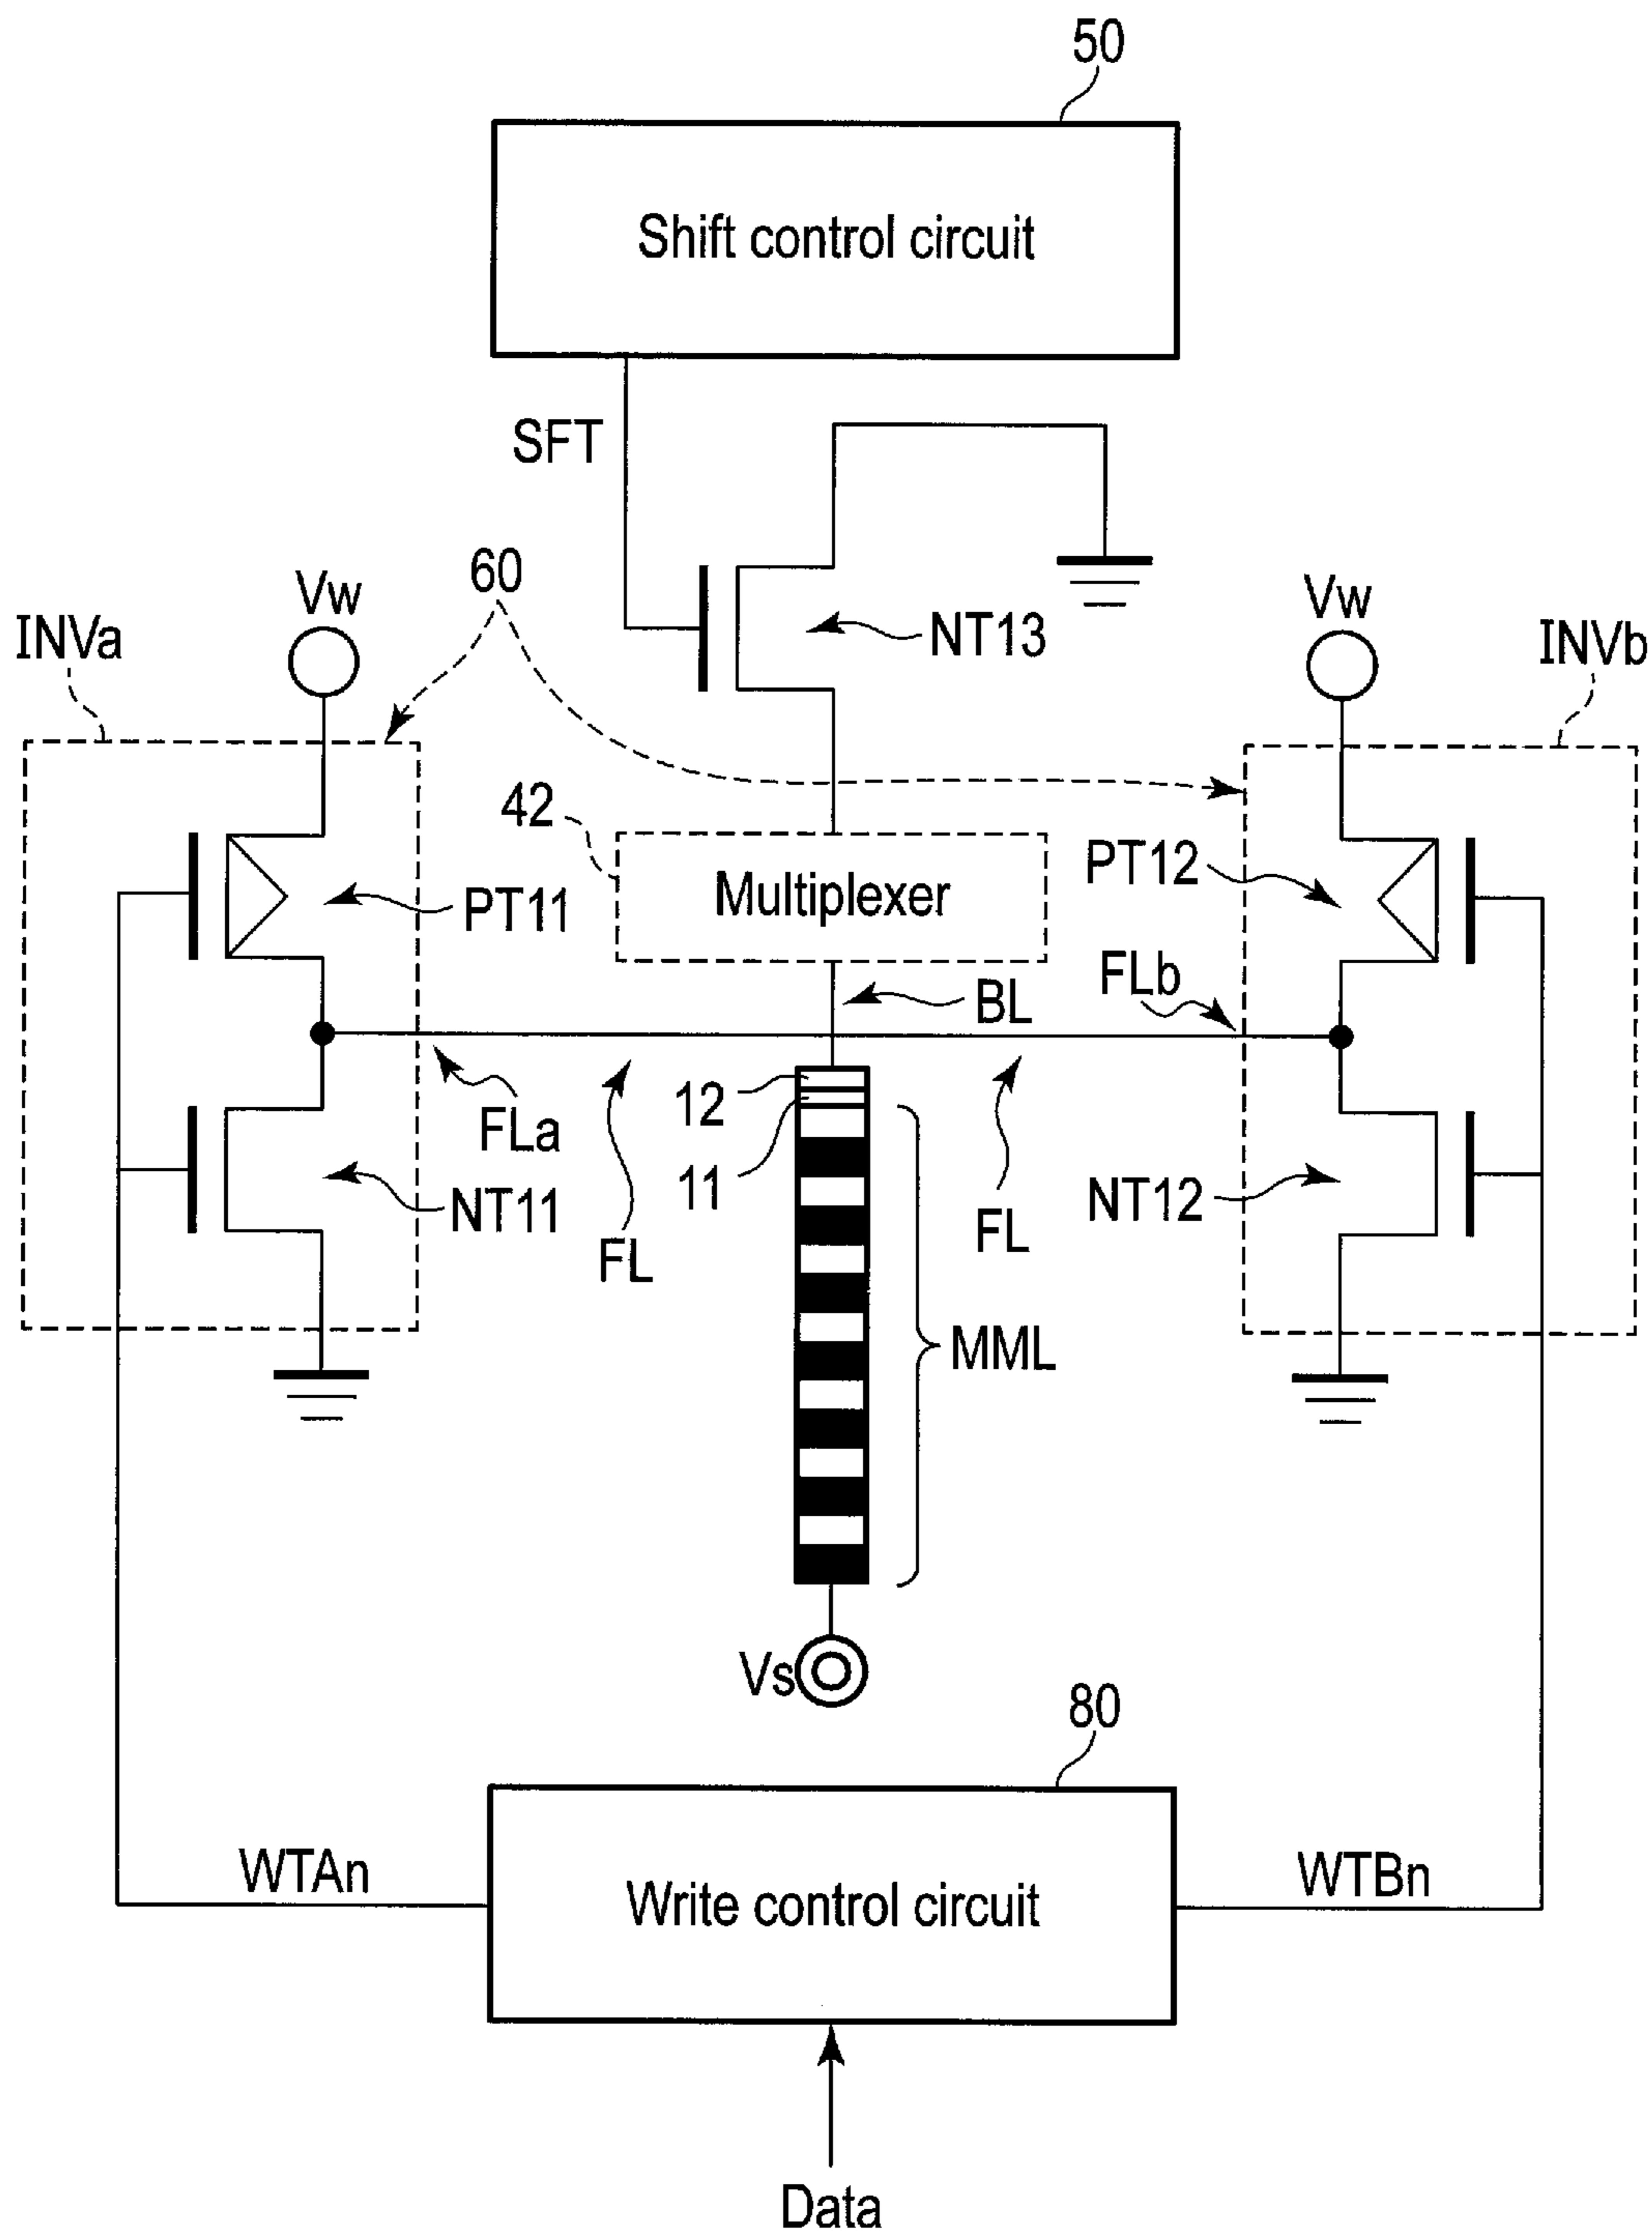 50
Shift control circuit
SFT
60
Vw
INVa
NT13
Vw
INVb
42
Multiplexer
PT11
PT12
BL
FLb
12
11
FLa
NT11
FL
FL
NT12
MML
Vs
80
WTAn
Write control circuit
WTBn
Data